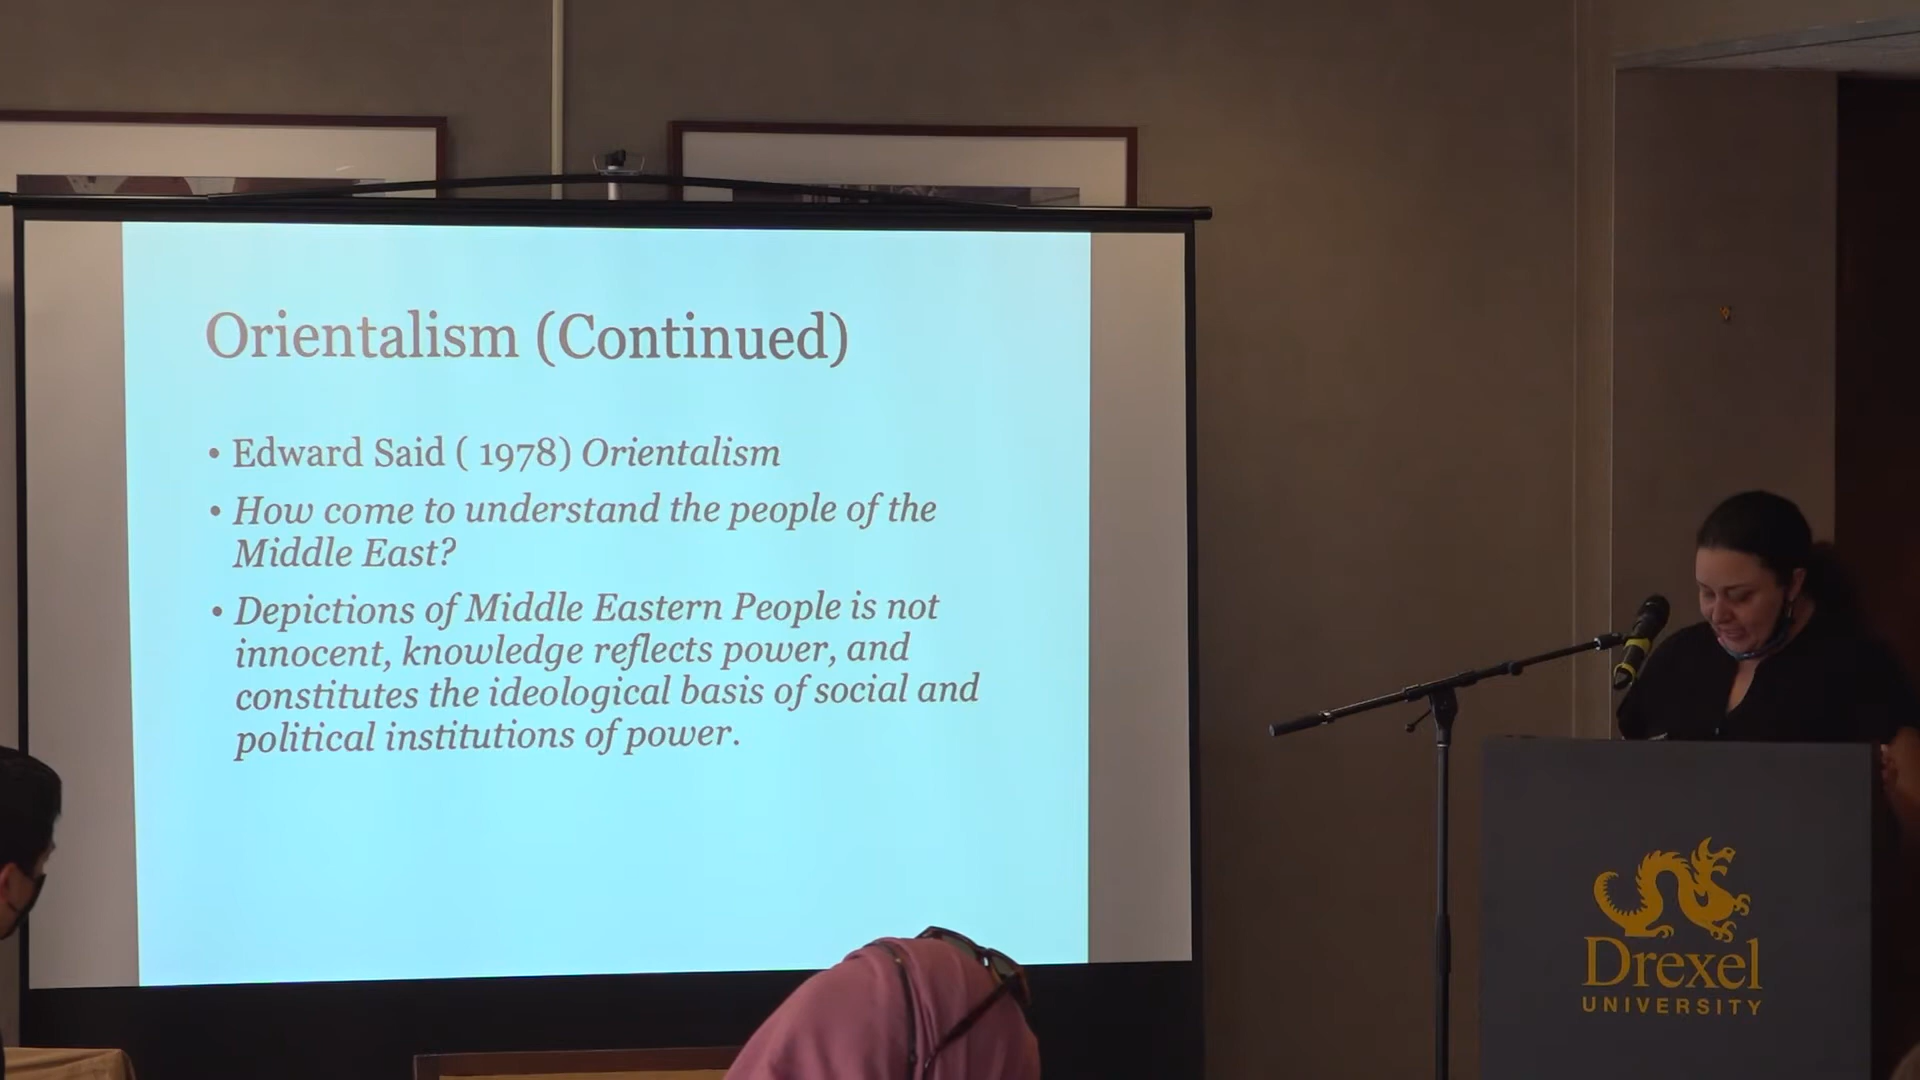 Orientalism (Continued)
• Edward Said ( 1978) Orientalism
• How come to understand the people of the
Middle East?
• Depictions of Middle Eastern People is not
innocent, knowledge reflects power, and
constitutes the ideological basis of social and
political institutions of power.
Drexel
UNIVERSITY